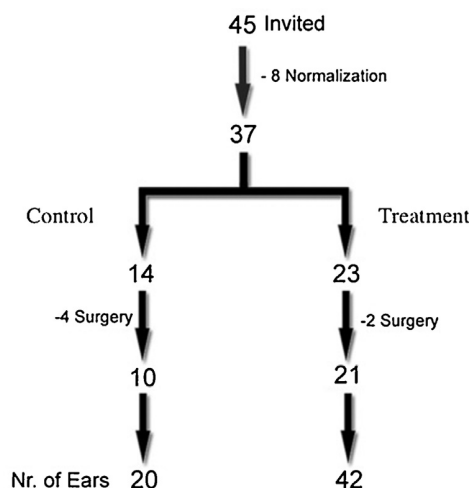 45 Invited
- 8 Normalization
37
Control Treatment
14 23
-4 Surgery -2 Surgery
10 21
Nr. of Ears 20 42